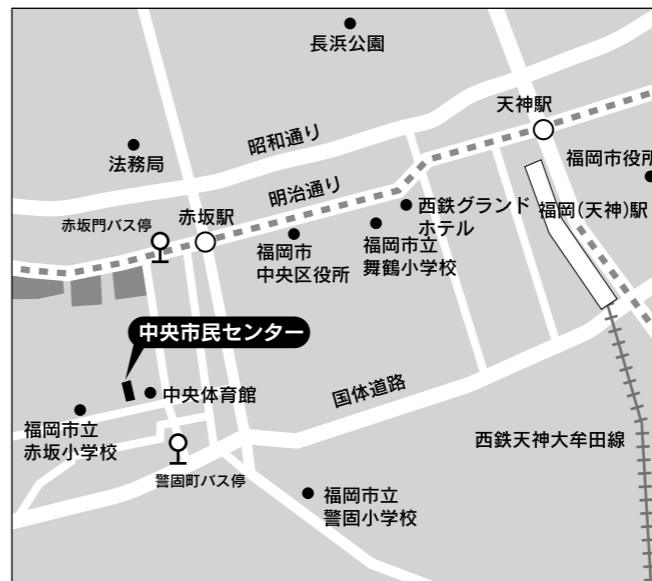 長浜公園
天神駅
昭和通り
法務局
福岡市役所
明治通り
西鉄グランド
ホテル
福岡(天神)駅
赤坂門バス停
赤坂駅
福岡市
中央区役所
福岡市立
舞鶴小学校
中央市民センター
中央体育館
国体道路
福岡市立
赤坂小学校
西鉄天神大牟田線
警固町バス停
福岡市立
警固小学校